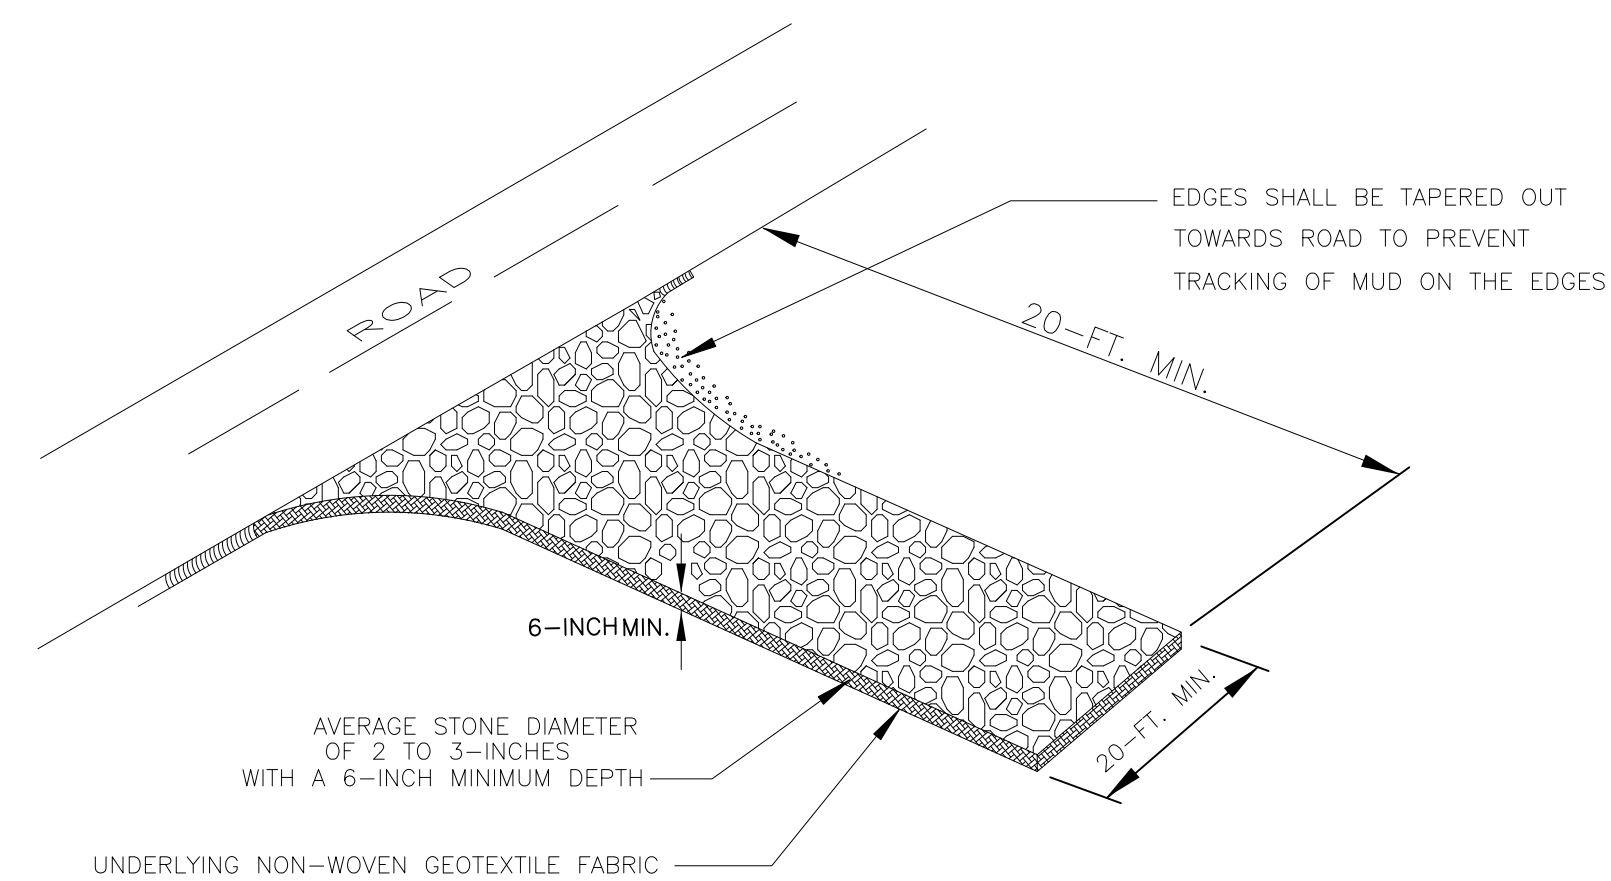 EDGES SHALL BE TAPERED OUT
TOWARDS ROAD TO PREVENT
TRACKING OF MUD ON THE EDGES
ROAD
20-FT. MIN.
6-INCH MIN.
20-FT. MIN.
AVERAGE STONE DIAMETER
OF 2 TO 3-INCHES
WITH A 6-INCH MINIMUM DEPTH
UNDERLYING NON-WOVEN GEOTEXTILE FABRIC